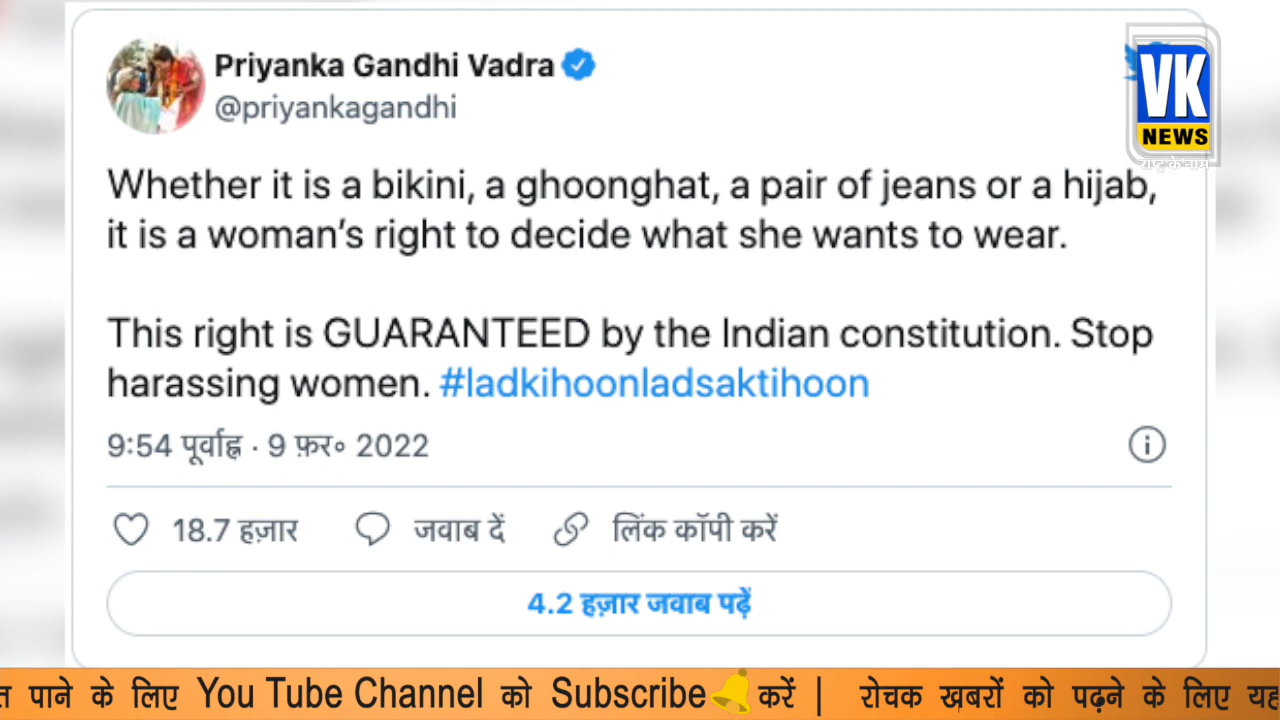 Priyanka Gandhi Vadra
@priyankagandhi
VK
NEWS
राष्ट्र के नाम
Whether it is a bikini, a ghoonghat, a pair of jeans or a hijab,
it is a woman’s right to decide what she wants to wear.
This right is GUARANTEED by the Indian constitution. Stop
harassing women. #ladkihoonladsaktihoon
9:54 पूर्वाह्न · 9 फ़र॰ 2022
18.7 हज़ार जवाब दें लिंक कॉपी करें
4.2 हज़ार जवाब पढ़ें
त पाने के लिए You Tube Channel को Subscribe करें | रोचक ख़बरों को पढ़ने के लिए यह